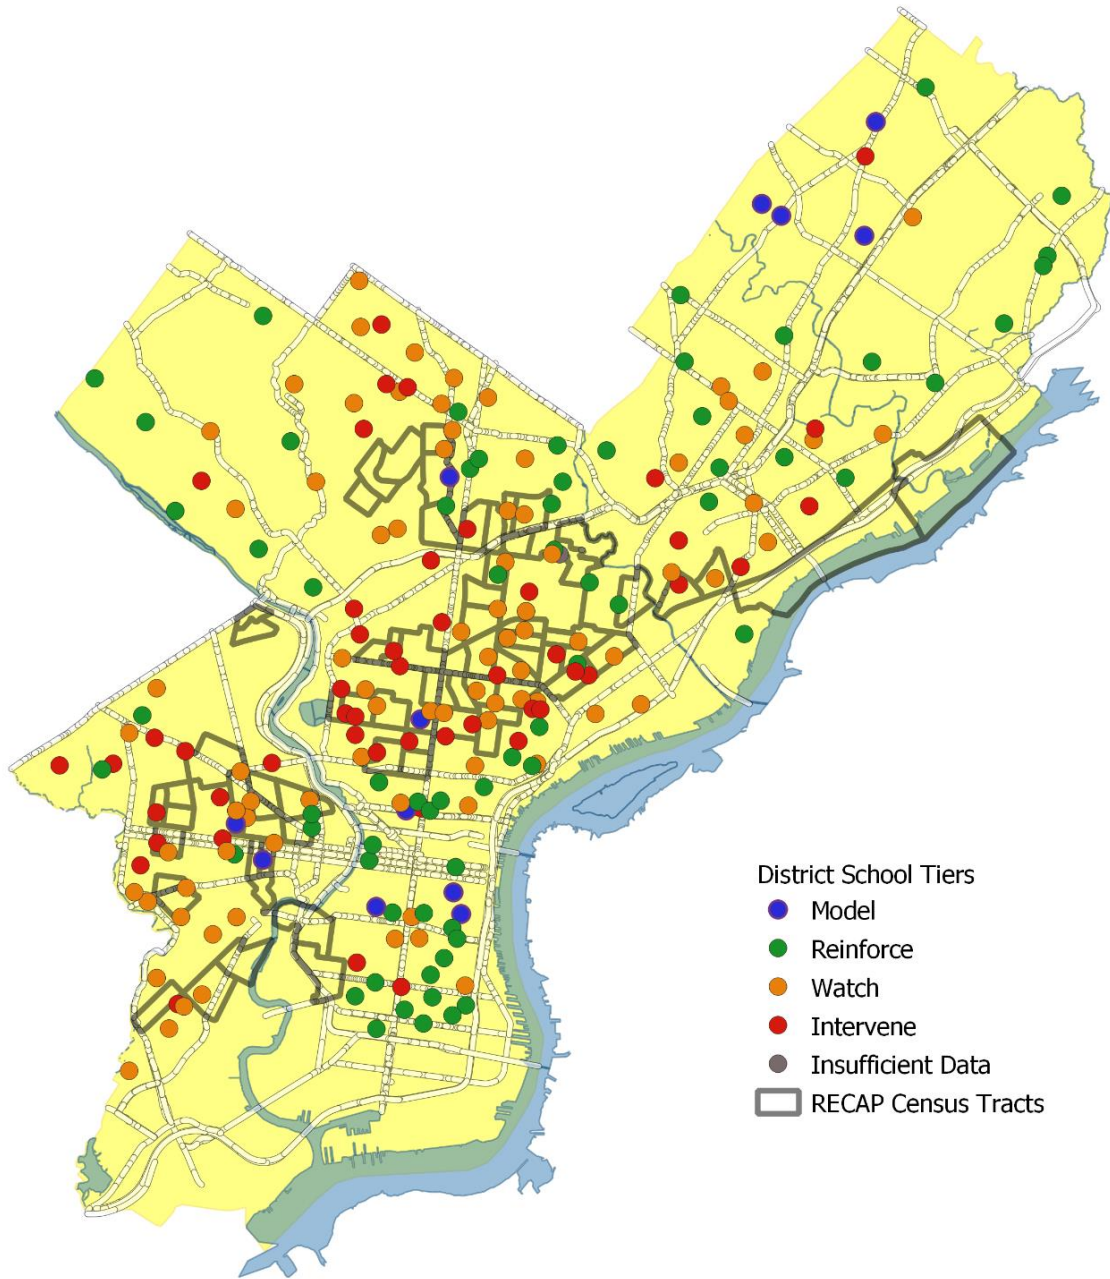 District School Tiers
Model
Reinforce
Watch
Intervene
Insufficient Data
RECAP Census Tracts